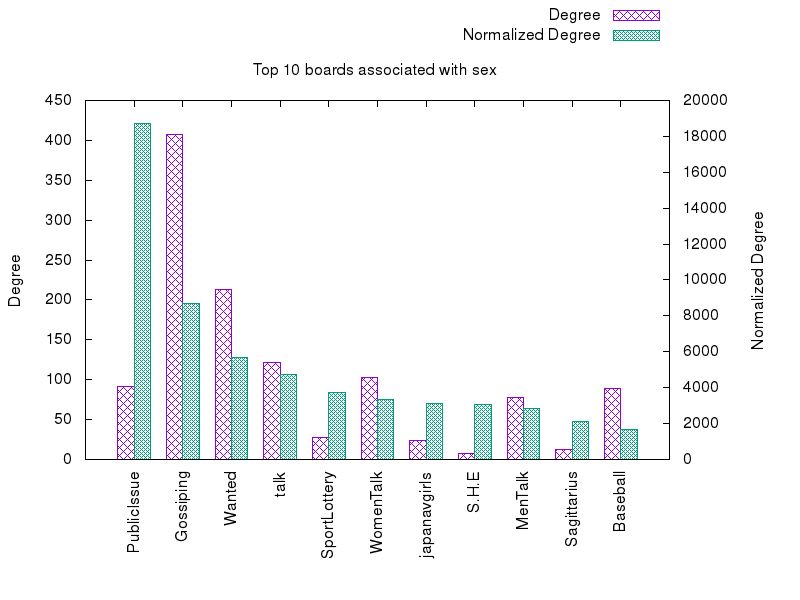 Degree
Normalized Degree
Top 10 boards associated with sex
450
400
350
300
250
200
150
100
50
0
20000
18000
16000
14000
12000
10000
8000
6000
4000
2000
0
Degree
Normalized Degree
PublicIssue
Gossiping
Wanted
talk
SportLottery
WomenTalk
japanavgirls
S.H.E
MenTalk
Sagittarius
Baseball